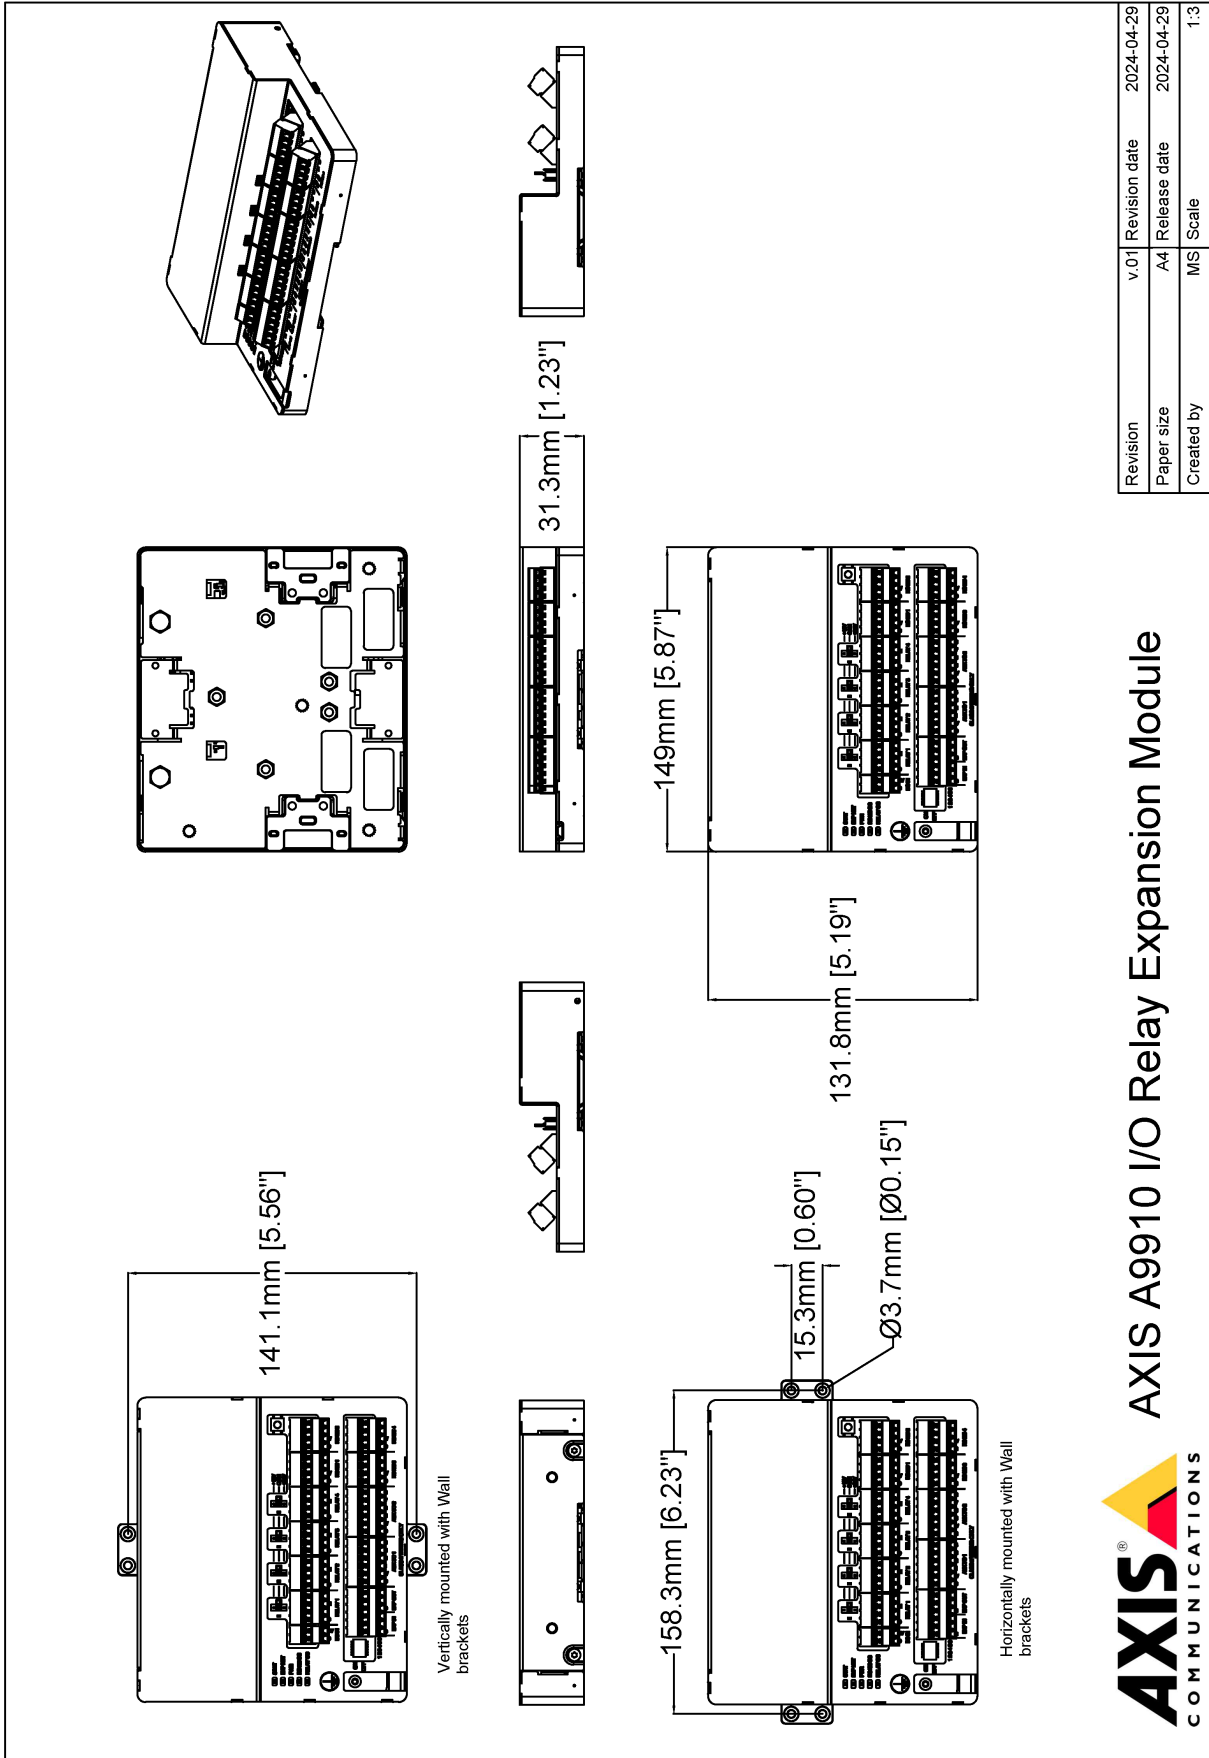 141.1mm [5.56"]
Vertically mounted with Wall
brackets
31.3mm [1.23"]
158.3mm [6.23"]
15.3mm [0.60"]
Ø3.7mm [Ø0.15"]
Horizontally mounted with Wall
brackets
149mm [5.87"]
131.8mm [5.19"]
AXIS®
COMMUNICATIONS
AXIS A9910 I/O Relay Expansion Module
Revision v.01 Revision date 2024-04-29
Paper size A4 Release date 2024-04-29
Created by MS Scale 1:3